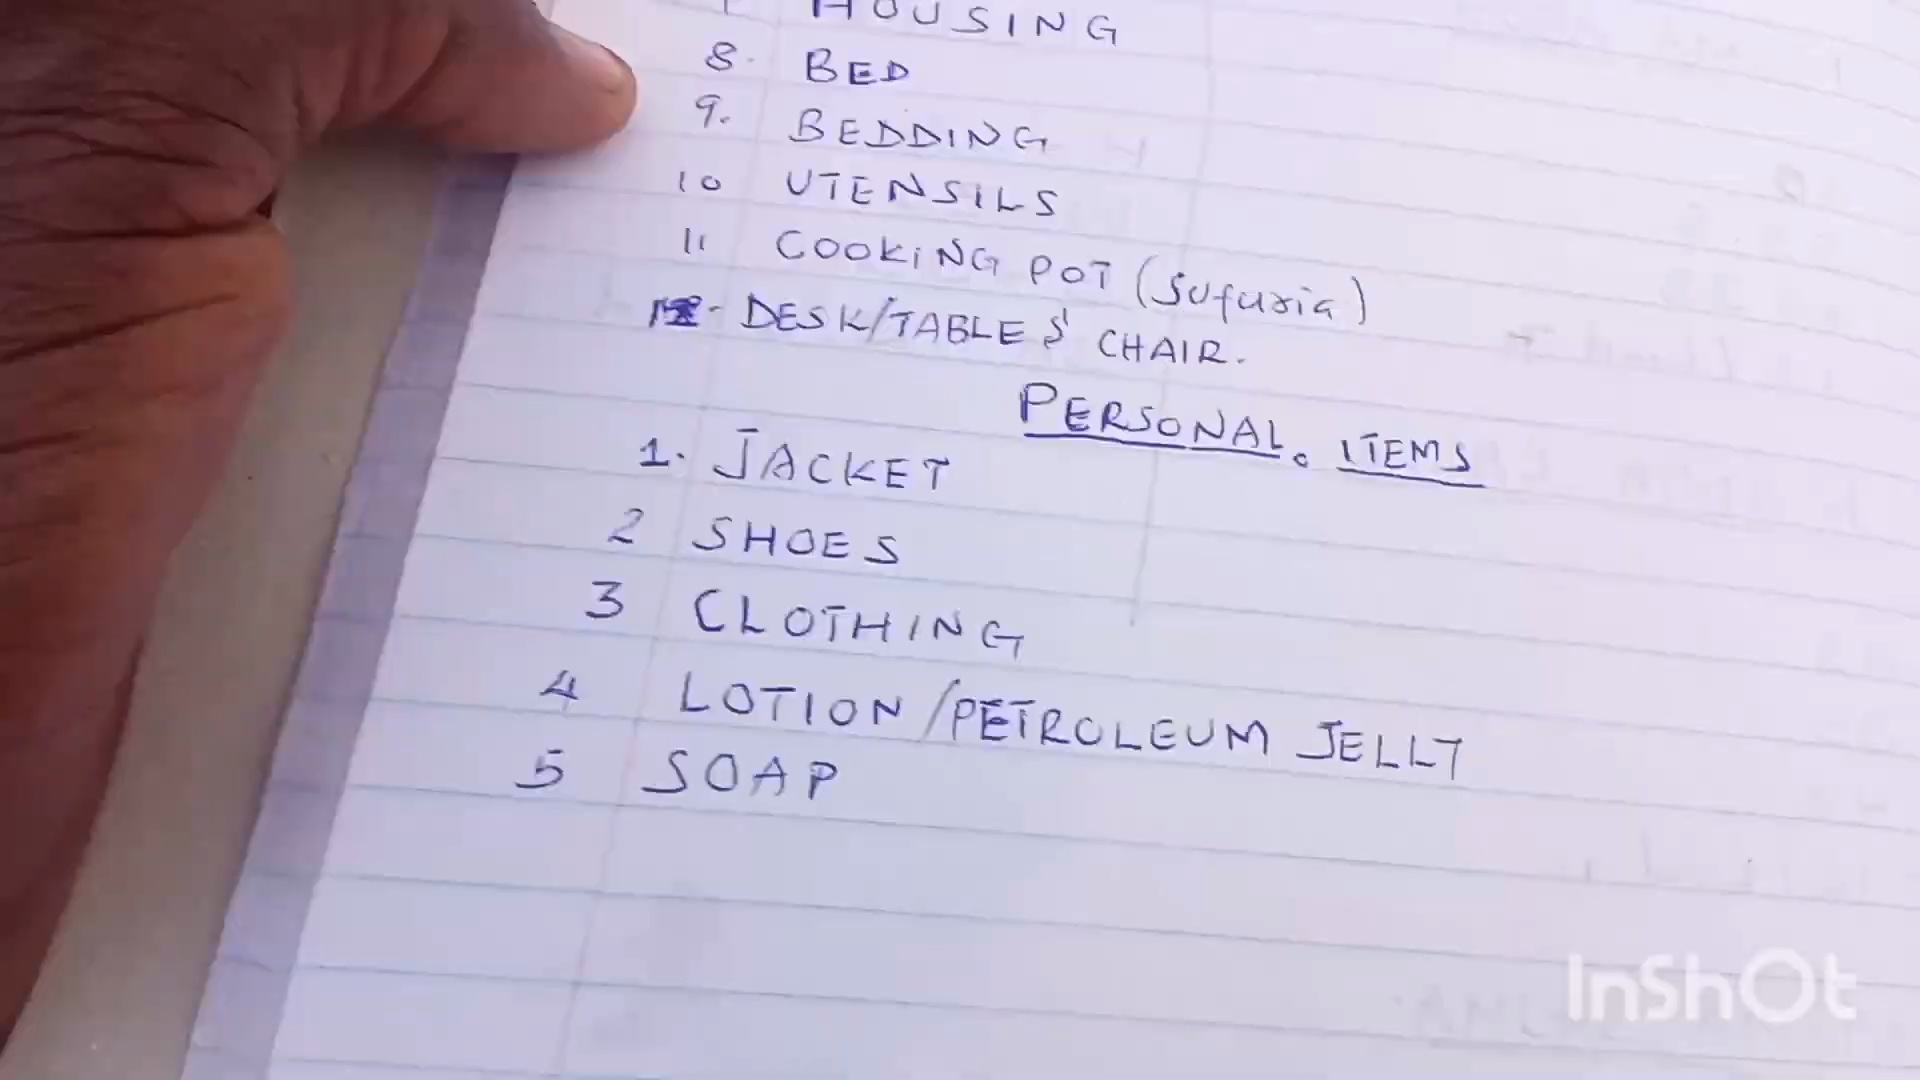 HOUSING
8. BED
9. BEDDING
10 UTENSILS
11 COOKING POT (Sufuria)
- DESK/TABLE & CHAIR.
PERSONAL. ITEMS
1. JACKET
2 SHOES
3 CLOTHING
4 LOTION/PETROLEUM JELLY
5 SOAP
InShOt